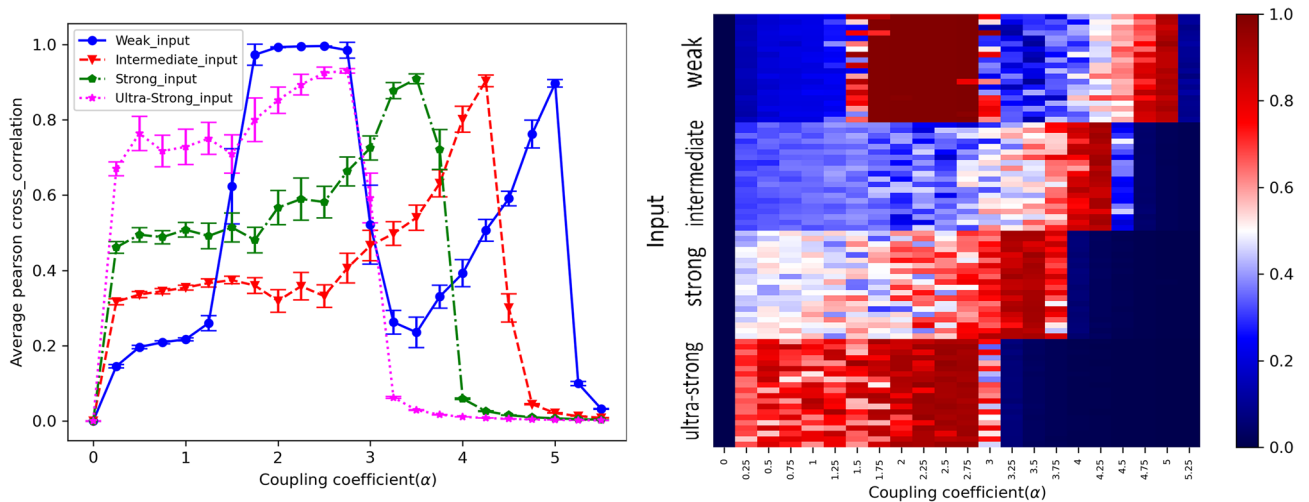 Average pearson cross_correlation
1.0
0.8
0.6
0.4
0.2
0.0
Weak_input
Intermediate_input
Strong_input
Ultra-Strong_input
0 1 2 3 4 5
Coupling coefficient(α)
Input
weak
intermediate
strong
ultra-strong
0 0.25 0.5 0.75 1 1.25 1.5 1.75 2 2.25 2.5 2.75 3 3.25 3.5 3.75 4 4.25 4.5 4.75 5 5.25
Coupling coefficient(α)
1.0
0.8
0.6
0.4
0.2
0.0